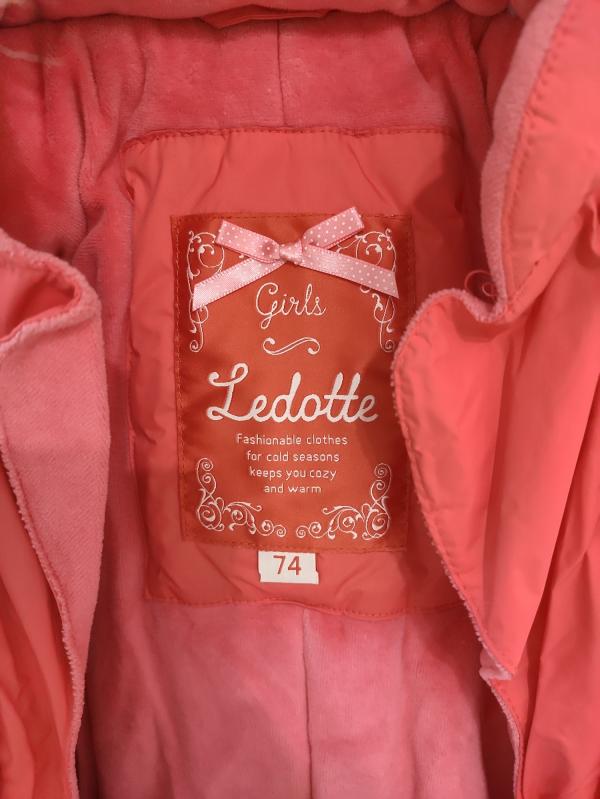 Girls
Ledotte
Fashionable clothes
for cold seasons
keeps you cozy
and warm
74